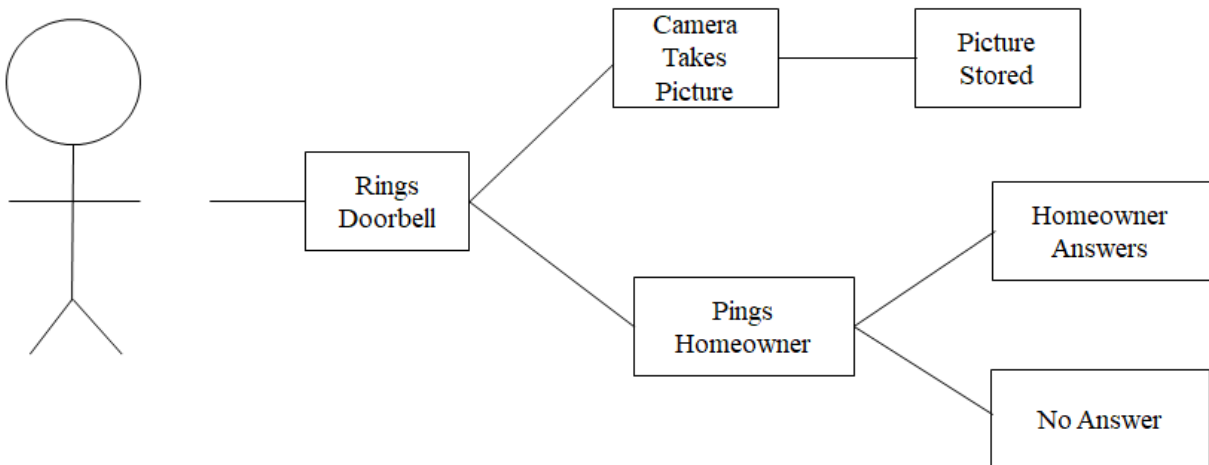 Camera
Takes
Picture
Picture
Stored
Rings
Doorbell
Homeowner
Answers
Pings
Homeowner
No Answer